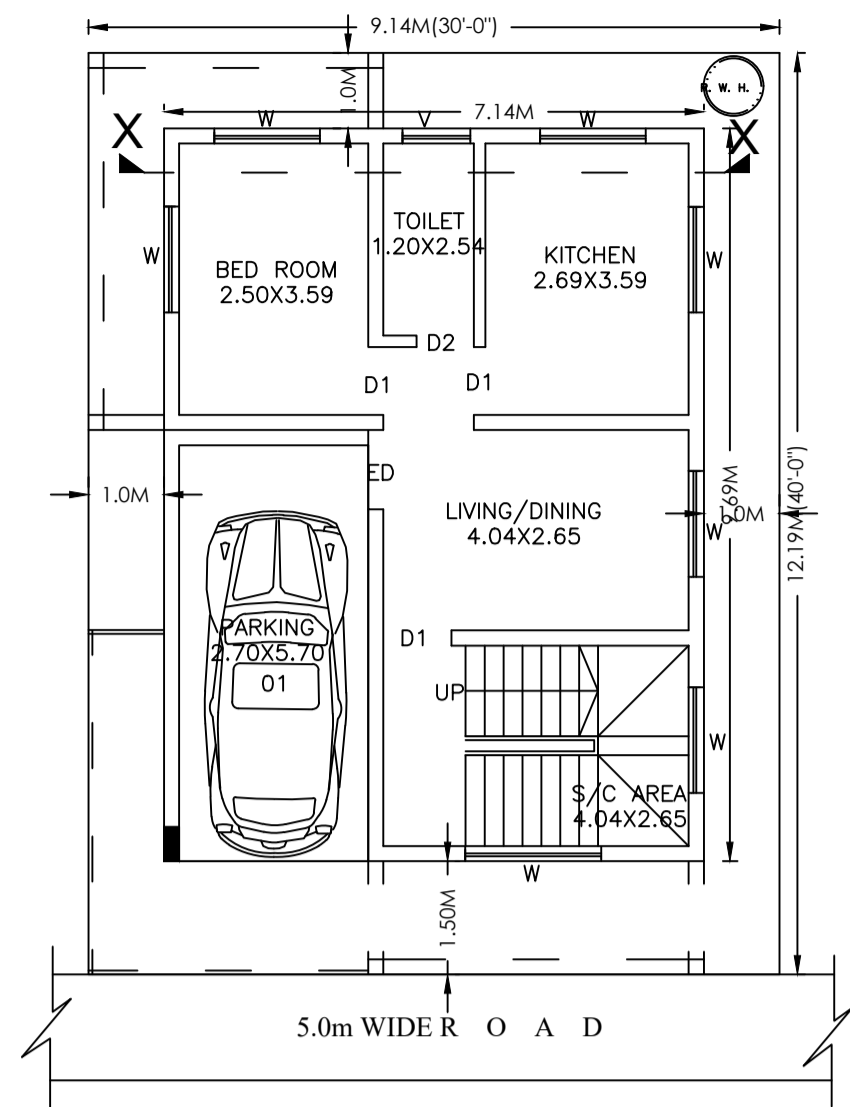 9.14M(30'-0")
1.0M
R. W. H.
W
V
7.14M
W
X
X
TOILET
1.20X2.54
W
BED ROOM
2.50X3.59
KITCHEN
2.69X3.59
W
D2
D1
D1
ED
1.0M
LIVING/DINING
4.04X2.65
9.69M
1.0M
W
12.19M(40'-0")
PARKING
2.70X5.70
01
D1
UP
W
S/C AREA
4.04X2.65
W
1.50M
5.0m WIDE R O A D